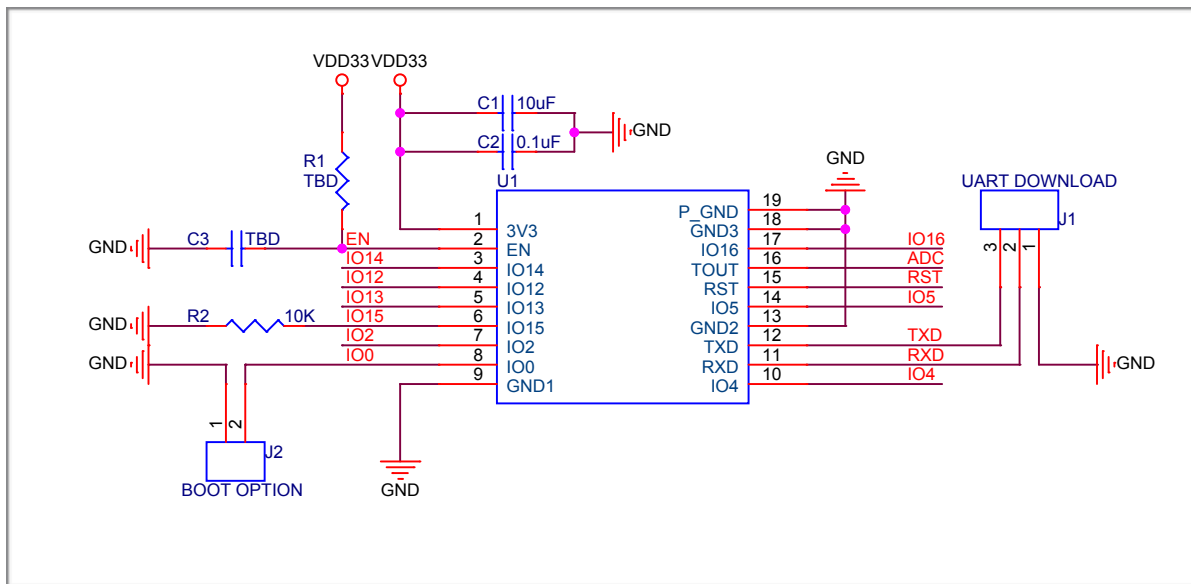 VDD33 VDD33
C1 10uF
GND
C2 0.1uF
R1
TBD
U1
GND
UART DOWNLOAD
J1
3 2 1
GND C3 TBD
EN
IO14
IO12
IO13
GND R2 10K IO15
IO2
GND IO0
1 3V3
2 EN
3 IO14
4 IO12
5 IO13
6 IO15
7 IO2
8 IO0
9 GND1
P_GND 19
GND3 18
IO16 17 IO16
TOUT 16 ADC
RST 15 RST
IO5 14 IO5
GND2 13
TXD 12 TXD
RXD 11 RXD
IO4 10 IO4
GND
1 2
J2
BOOT OPTION
GND